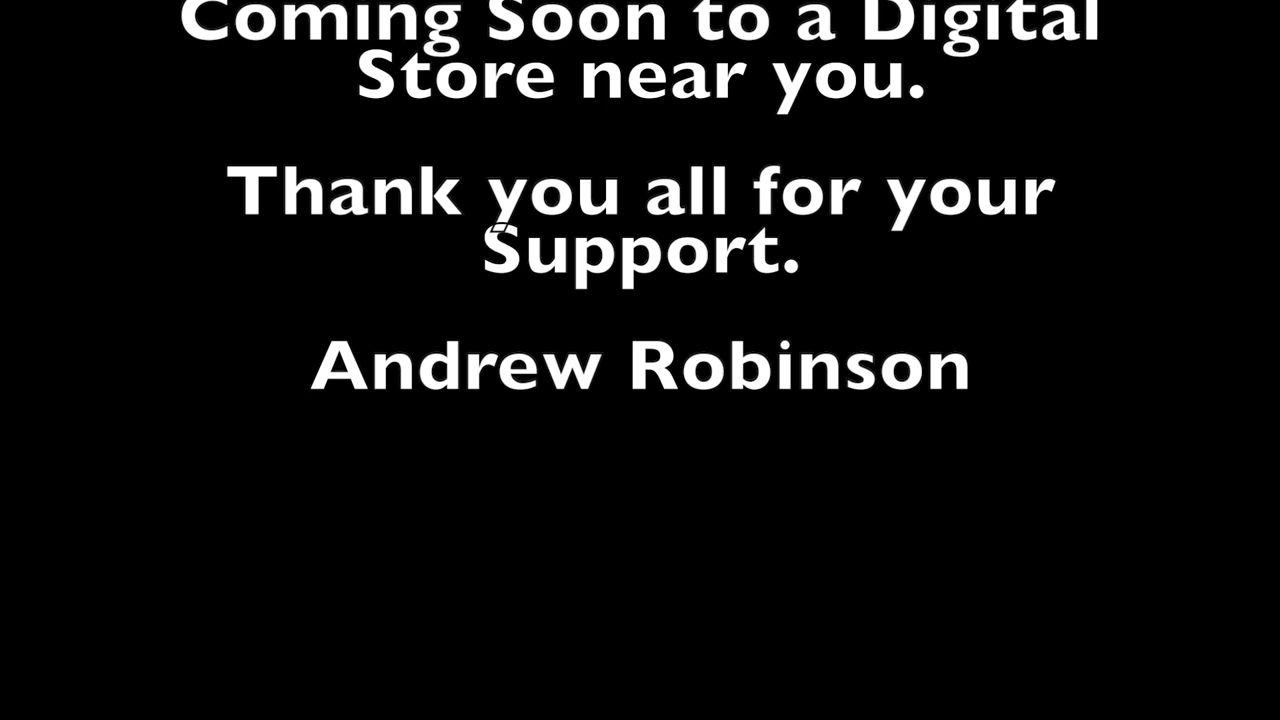 Coming Soon to a Digital
Store near you.
Thank you all for your
Support.
Andrew Robinson